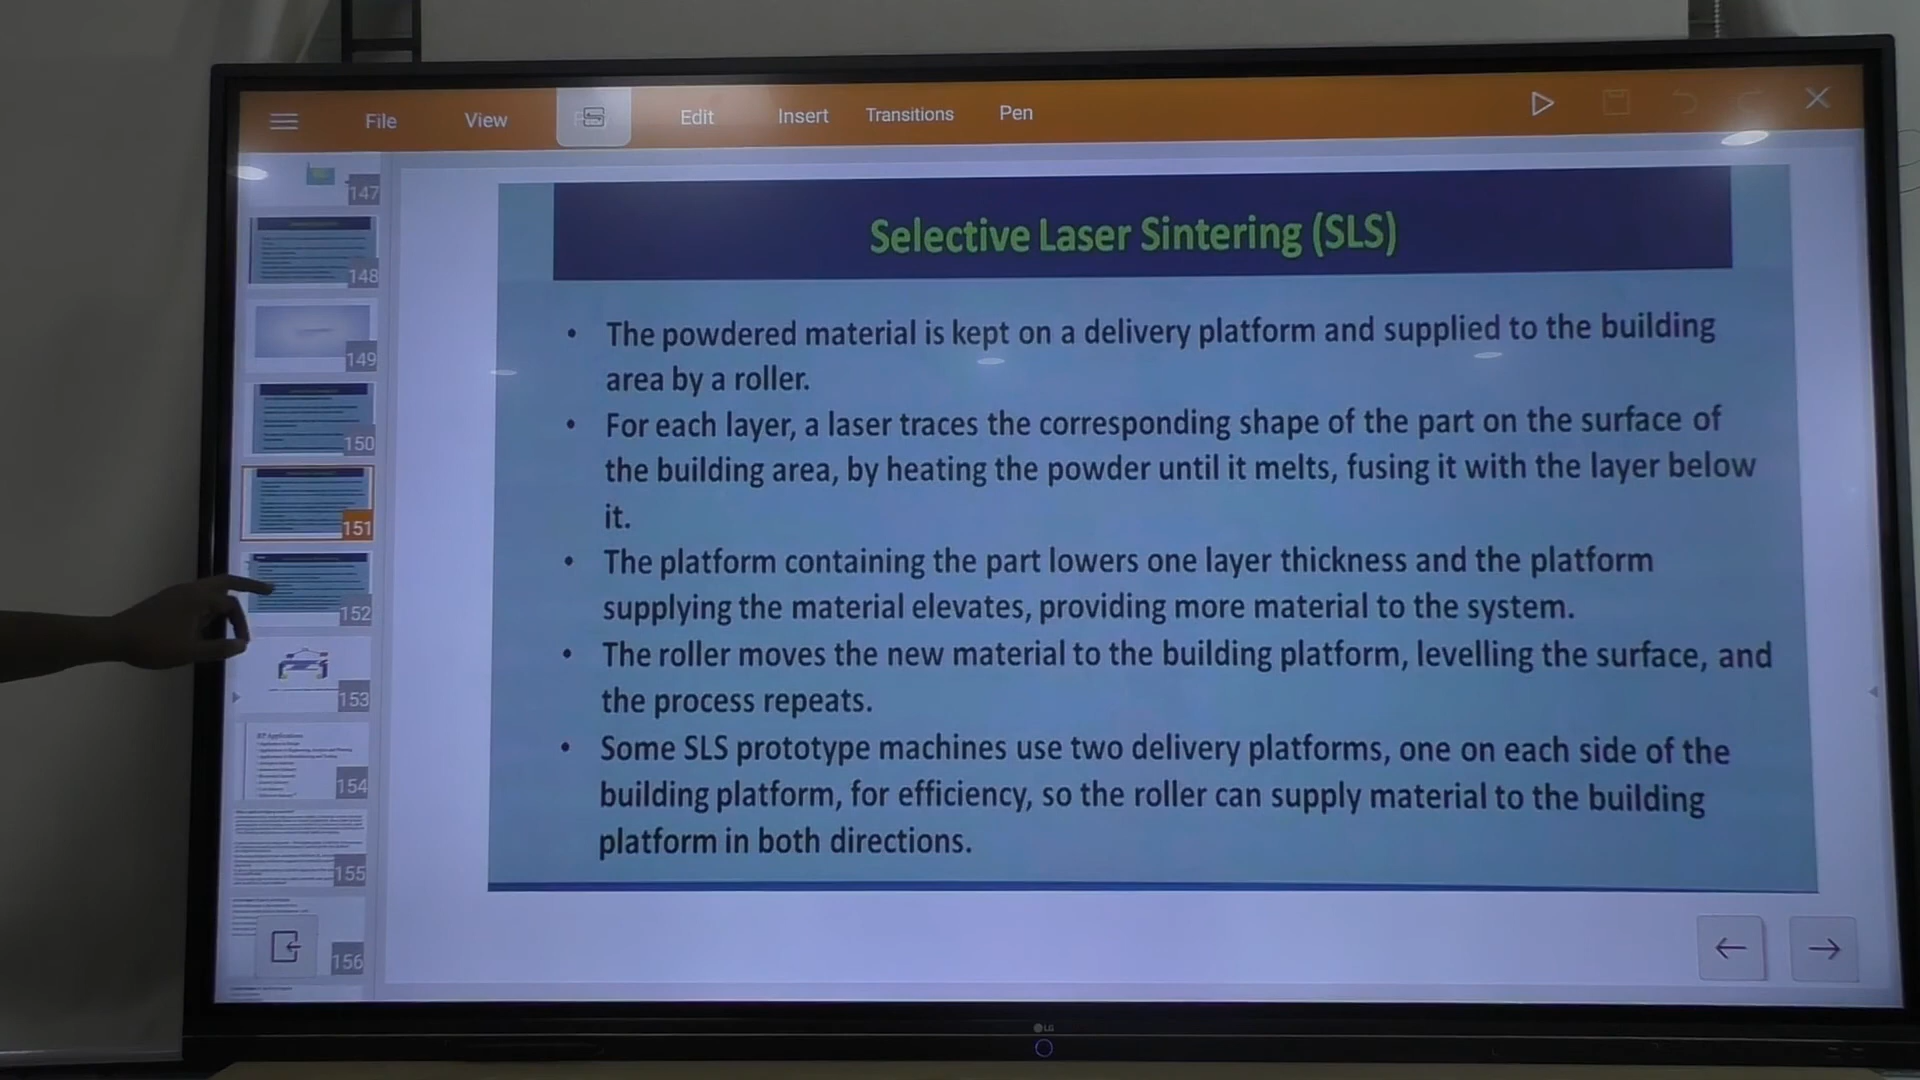 File View Edit Insert Transitions Pen
147
148
149
150
151
152
153
RP Applications
154
155
156
Selective Laser Sintering (SLS)
• The powdered material is kept on a delivery platform and supplied to the building
area by a roller.
• For each layer, a laser traces the corresponding shape of the part on the surface of
the building area, by heating the powder until it melts, fusing it with the layer below
it.
• The platform containing the part lowers one layer thickness and the platform
supplying the material elevates, providing more material to the system.
• The roller moves the new material to the building platform, levelling the surface, and
the process repeats.
• Some SLS prototype machines use two delivery platforms, one on each side of the
building platform, for efficiency, so the roller can supply material to the building
platform in both directions.
LG